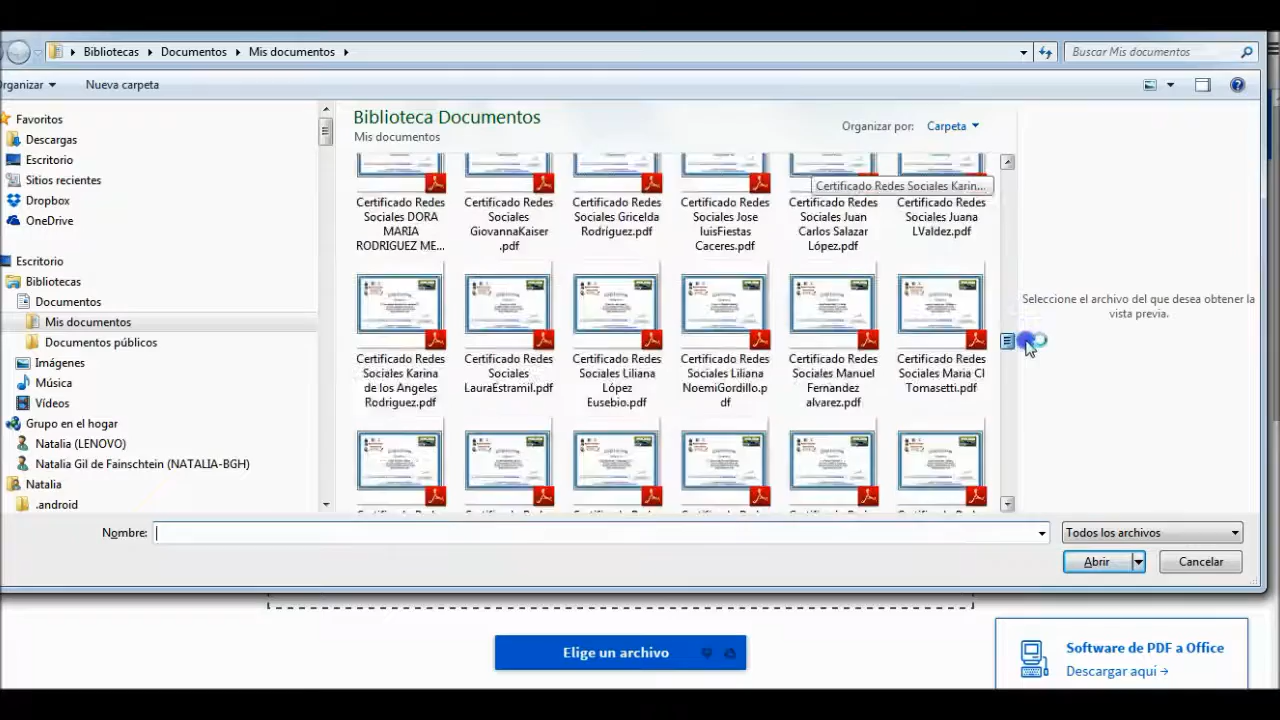 Bibliotecas
Documentos
Mis documentos
Buscar Mis documentos
Organizar
Nueva carpeta
Favoritos
Descargas
Escritorio
Sitios recientes
Dropbox
OneDrive
Escritorio
Bibliotecas
Documentos
Mis documentos
Documentos públicos
Imágenes
Música
Vídeos
Grupo en el hogar
Natalia (LENOVO)
Natalia Gil de Fainschtein (NATALIA-BGH)
Natalia
.android
Biblioteca Documentos
Mis documentos
Organizar por: Carpeta
Certificado Redes Sociales Karin...
Certificado Redes
Sociales DORA
MARIA
RODRIGUEZ ME...
Certificado Redes
Sociales
GiovannaKaiser
.pdf
Certificado Redes
Sociales Gricelda
Rodriguez.pdf
Certificado Redes
Sociales Jose
luisFiestas
Caceres.pdf
Certificado Redes
Sociales Juan
Carlos Salazar
López.pdf
Certificado Redes
Sociales Juana
LValdez.pdf
Certificado Redes
Sociales Karina
de los Angeles
Rodriguez.pdf
Certificado Redes
Sociales
LauraEstramil.pdf
Certificado Redes
Sociales Liliana
López
Eusebio.pdf
Certificado Redes
Sociales Liliana
NoemiGordillo.p
df
Certificado Redes
Sociales Manuel
Fernandez
alvarez.pdf
Certificado Redes
Sociales Maria Cl
Tomasetti.pdf
Seleccione el archivo del que desea obtener la
vista previa.
Nombre:
Todos los archivos
Abrir
Cancelar
Elige un archivo
Software de PDF a Office
Descargar aquí →